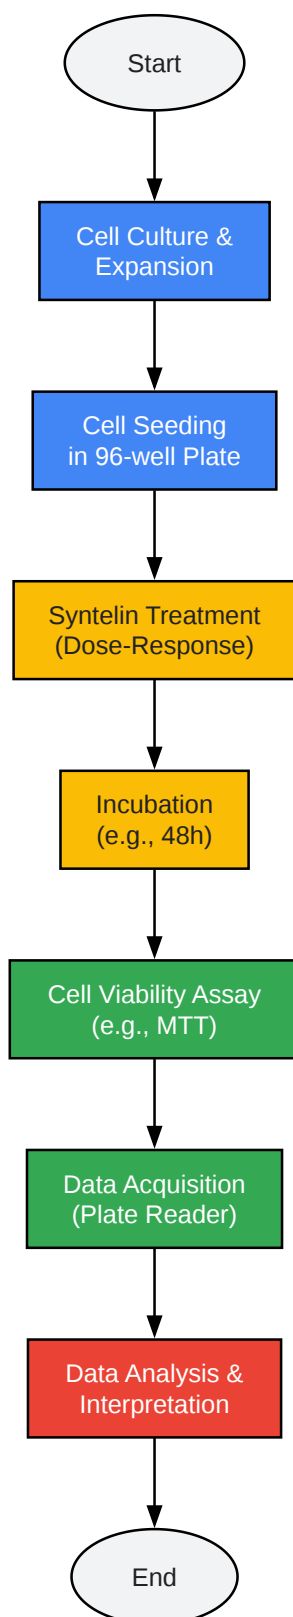 Start
Cell Culture &
Expansion
Cell Seeding
in 96-well Plate
Syntelin Treatment
(Dose-Response)
Incubation
(e.g., 48h)
Cell Viability Assay
(e.g., MTT)
Data Acquisition
(Plate Reader)
Data Analysis &
Interpretation
End